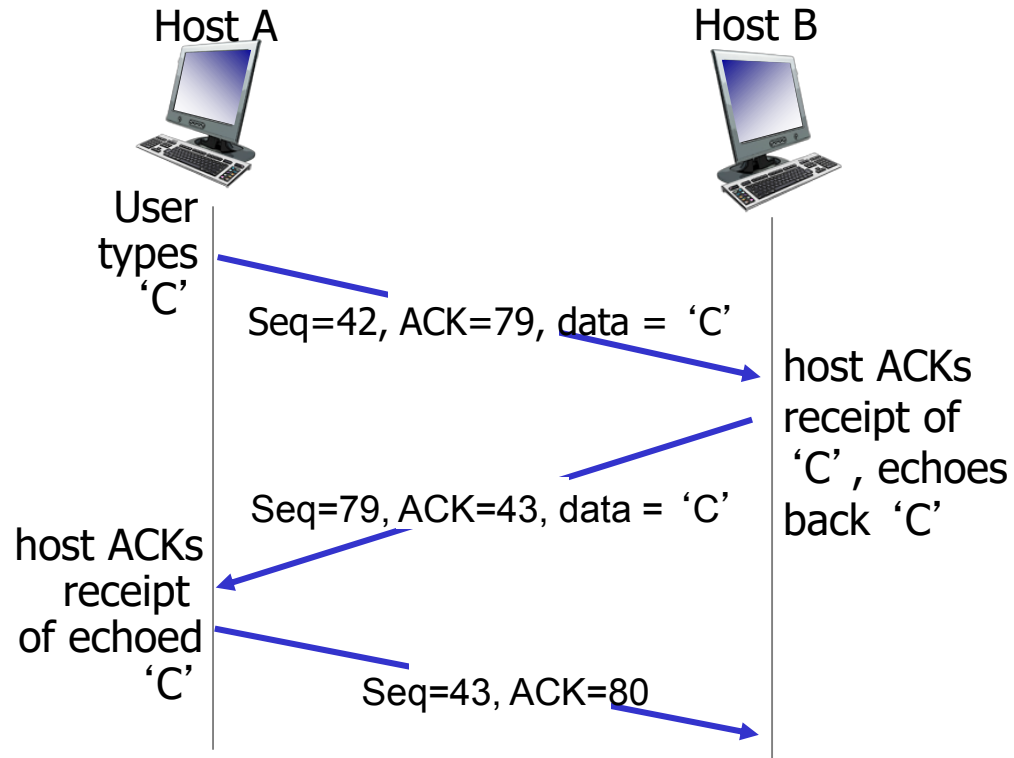 Host A
Host B
User
types
‘C’
Seq=42, ACK=79, data = ‘C’
host ACKs
receipt of
‘C’, echoes
back ‘C’
Seq=79, ACK=43, data = ‘C’
host ACKs
receipt
of echoed
‘C’
Seq=43, ACK=80